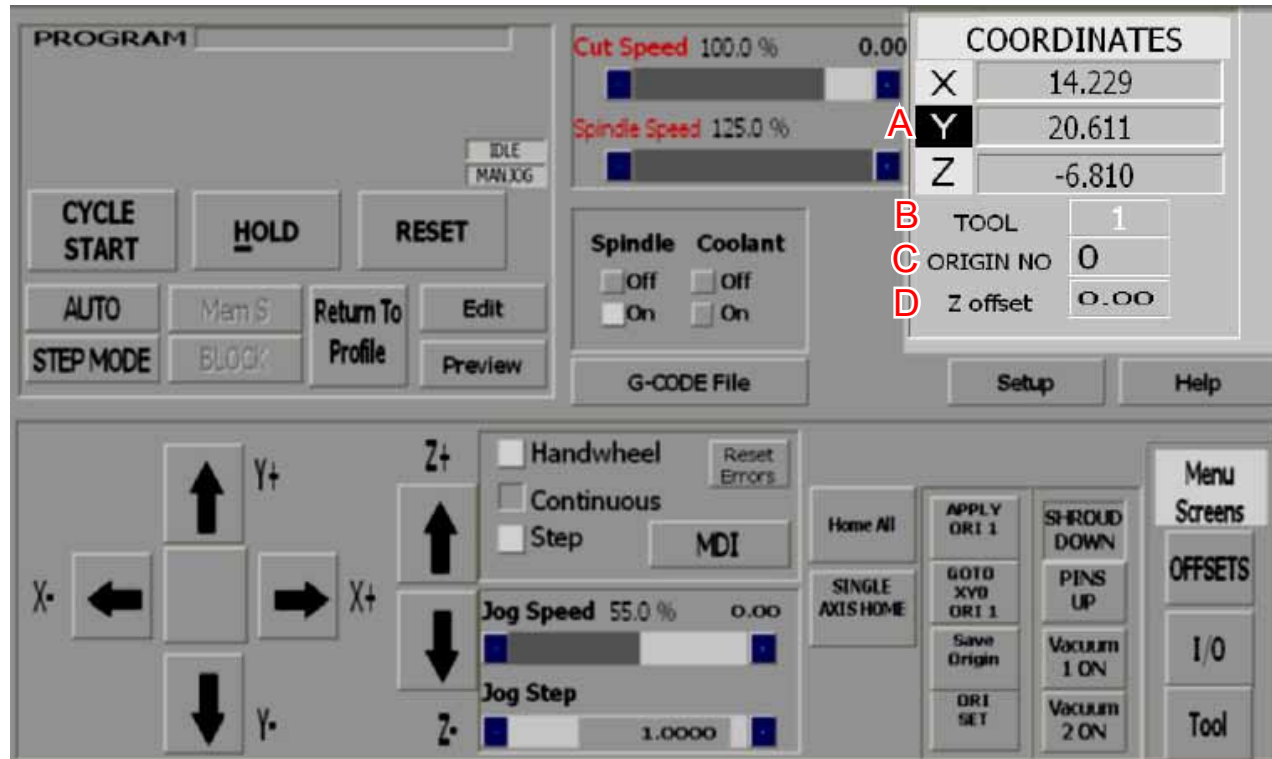 PROGRAM
IDLE
MANJOG
CYCLE
START
HOLD
RESET
AUTO
Mem S
Return To
Profile
Edit
STEP MODE
BLOCK
Preview
Cut Speed 100.0 % 0.00
Spindle Speed 125.0 %
Spindle Coolant
Off Off
On On
G-CODE File
COORDINATES
X 14.229
A Y 20.611
Z -6.810
B TOOL 1
C ORIGIN NO 0
D Z offset 0.00
Setup
Help
Y+
X-
X+
Y-
Z+
Z-
Handwheel
Reset
Errors
Continuous
Step
MDI
Jog Speed 55.0 % 0.00
Jog Step
1.0000
Home All
SINGLE
AXIS HOME
APPLY
ORI 1
GOTO
XY0
ORI 1
Save
Origin
ORI
SET
SHROUD
DOWN
PINS
UP
Vacuum
1 ON
Vacuum
2 ON
Menu
Screens
OFFSETS
I/O
Tool